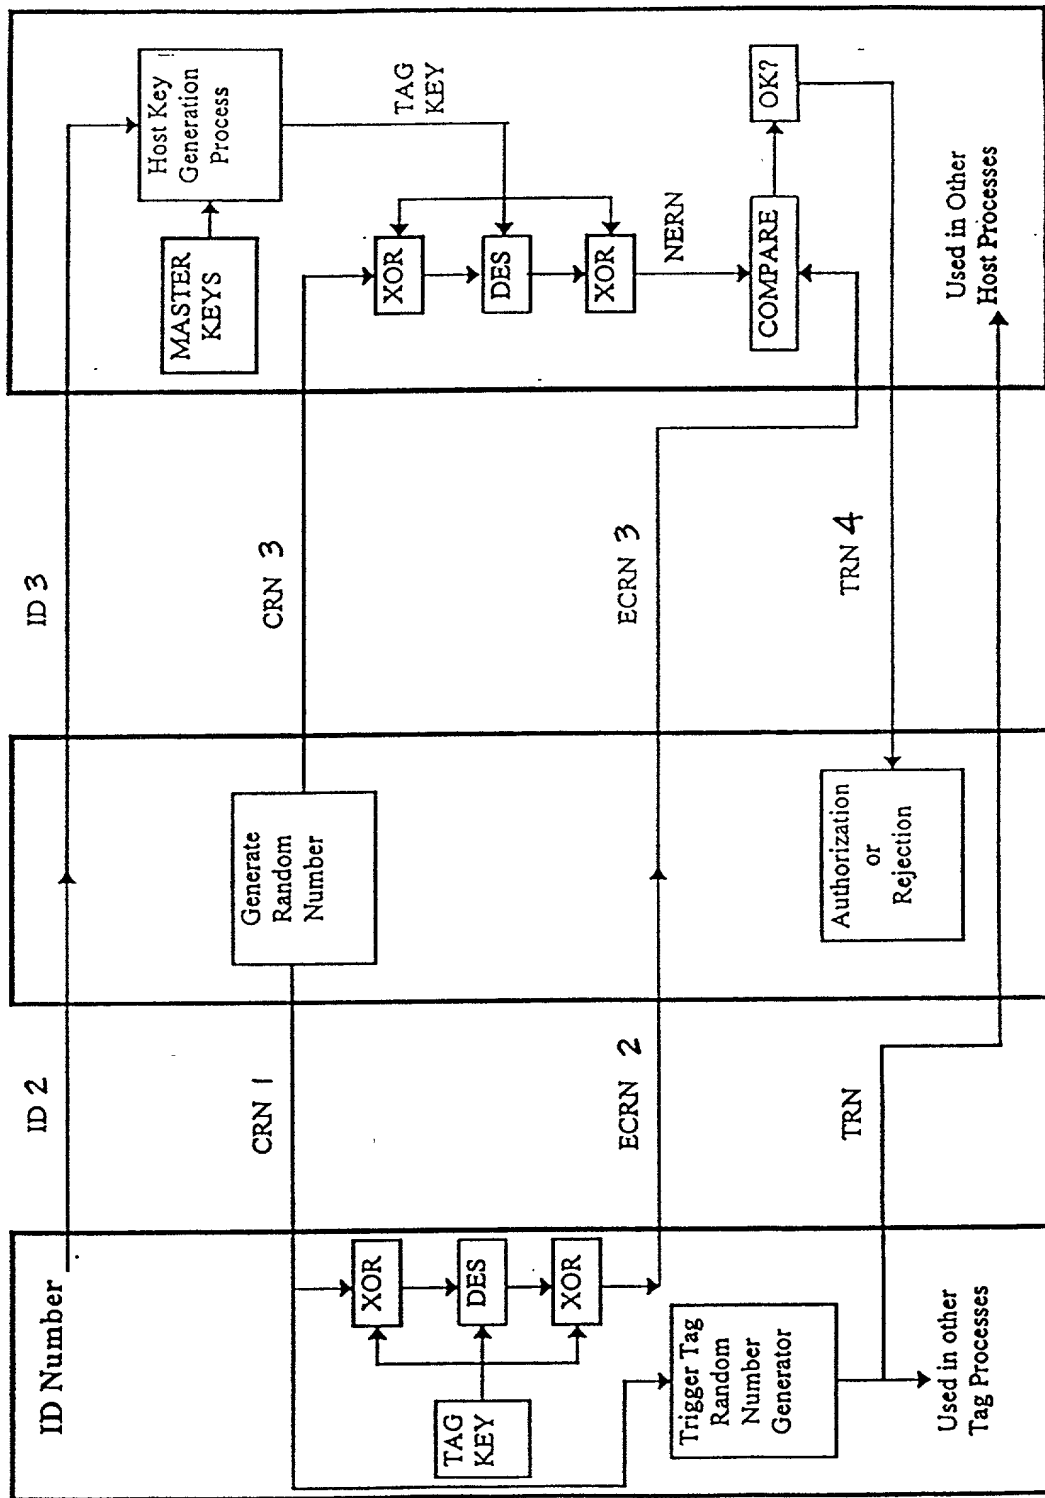 ID Number
TAG
KEY
XOR
DES
XOR
Trigger Tag
Random
Number
Generator
Used in other
Tag Processes
ID 2
CRN 1
ECRN 2
TRN
Generate
Random
Number
Authorization
or
Rejection
ID 3
CRN 3
ECRN 3
TRN 4
MASTER
KEYS
Host Key
Generation
Process
TAG
KEY
XOR
DES
XOR
NERN
COMPARE
OK?
Used in Other
Host Processes